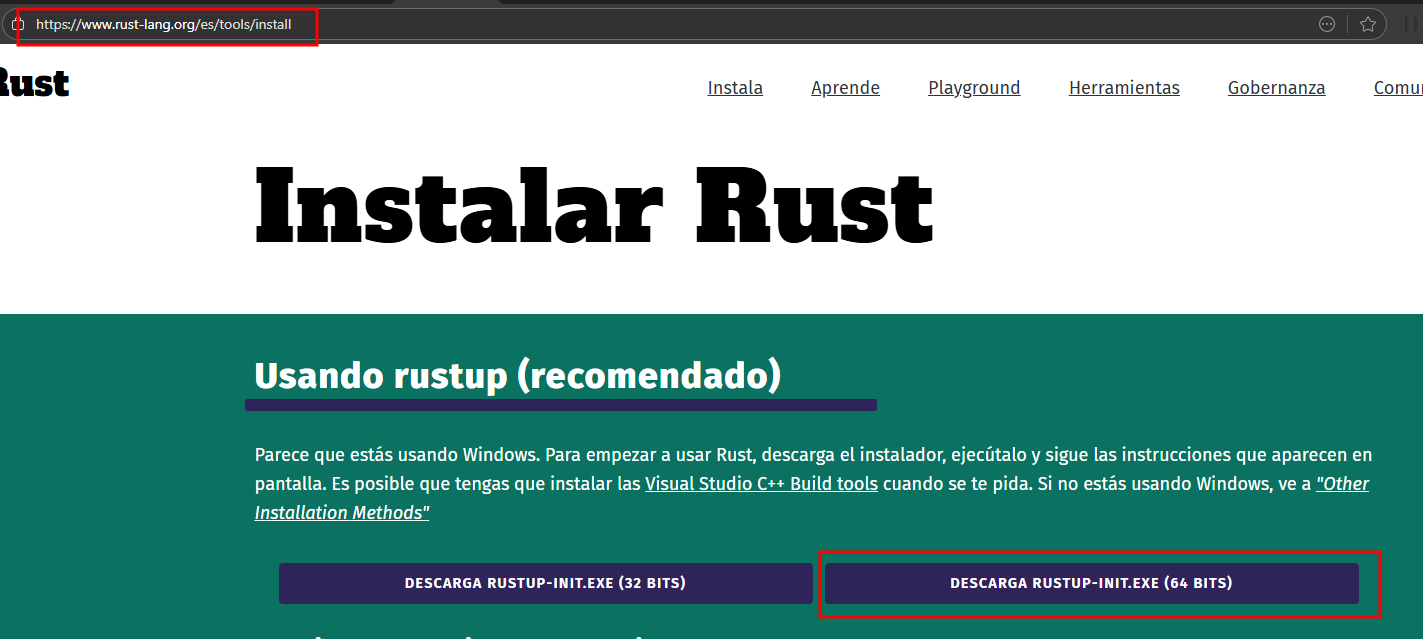 https://www.rust-lang.org/es/tools/install
Rust
Instala Aprende Playground Herramientas Gobernanza
Instalar Rust
Usando rustup (recomendado)
Parece que estás usando Windows. Para empezar a usar Rust, descarga el instalador, ejecútalo y sigue las instrucciones que aparecen en
pantalla. Es posible que tengas que instalar las Visual Studio C++ Build tools cuando se te pida. Si no estás usando Windows, ve a "Other
Installation Methods"
DESCARGA RUSTUP-INIT.EXE (32 BITS) DESCARGA RUSTUP-INIT.EXE (64 BITS)